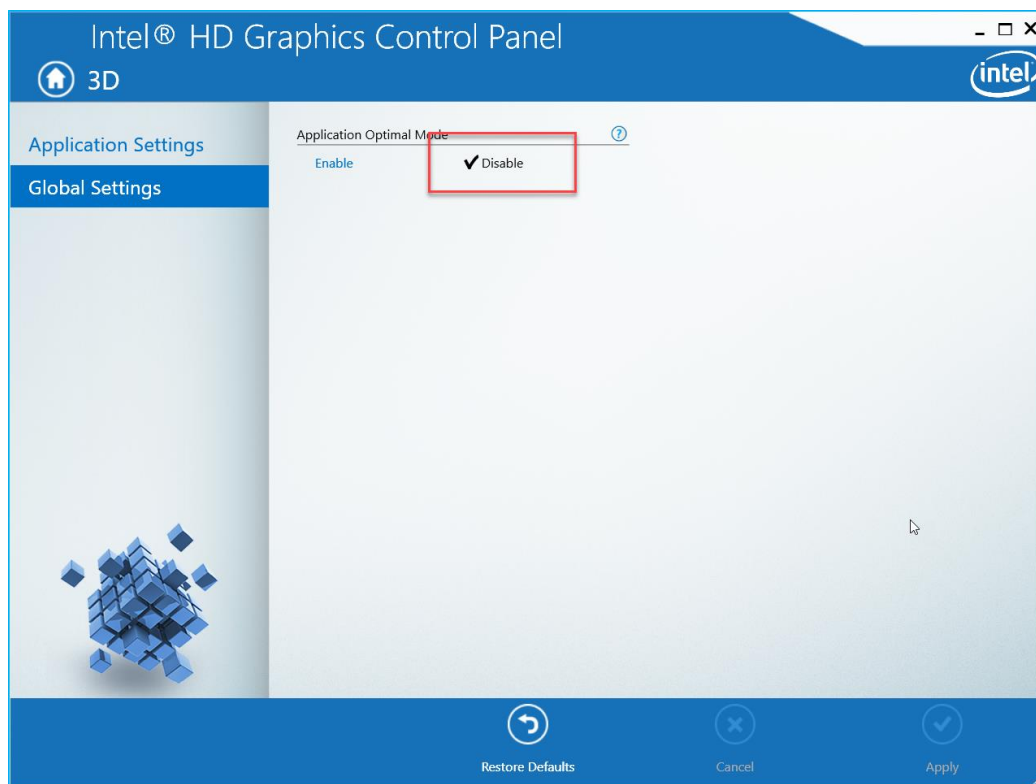 Intel® HD Graphics Control Panel
3D
intel
Application Settings
Global Settings
Application Optimal Mode ?
Enable ✔ Disable
Restore Defaults Cancel Apply